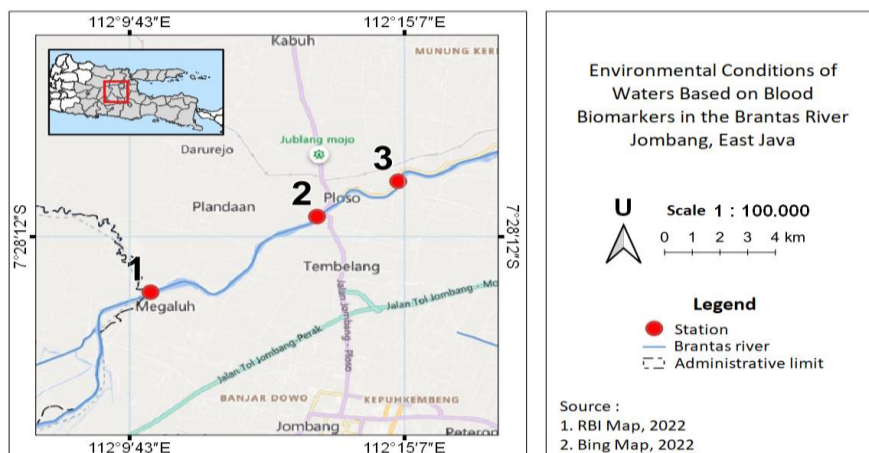 112°9'43"E
112°15'7"E
Kabuh
MUNUNG KER
Jublang mojo
Darurejo
3
2
Ploso
Plandaan
7°28'12"S
7°28'12"S
Tembelang
1
Megaluh
Jalan Tol Jombang - Mo
Jalan Jombang - Ploso
Jalan Tol Jombang-Perak
BANJAR DOWO
KEPUHKEMBENG
Jombang
Peterop
112°9'43"E
112°15'7"E
Environmental Conditions of
Waters Based on Blood
Biomarkers in the Brantas River
Jombang, East Java
U
Scale 1 : 100.000
0 1 2 3 4 km
Legend
Station
Brantas river
Administrative limit
Source :
1. RBI Map, 2022
2. Bing Map, 2022